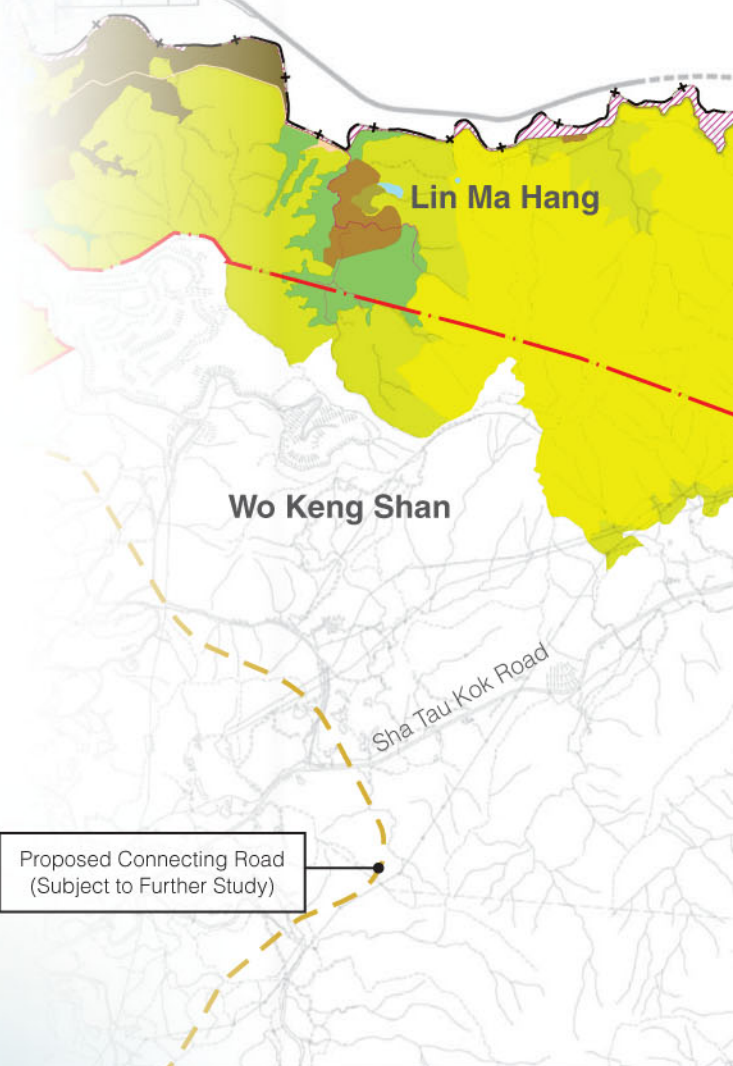 Lin Ma Hang
Wo Keng Shan
Sha Tau Kok Road
Proposed Connecting Road
(Subject to Further Study)